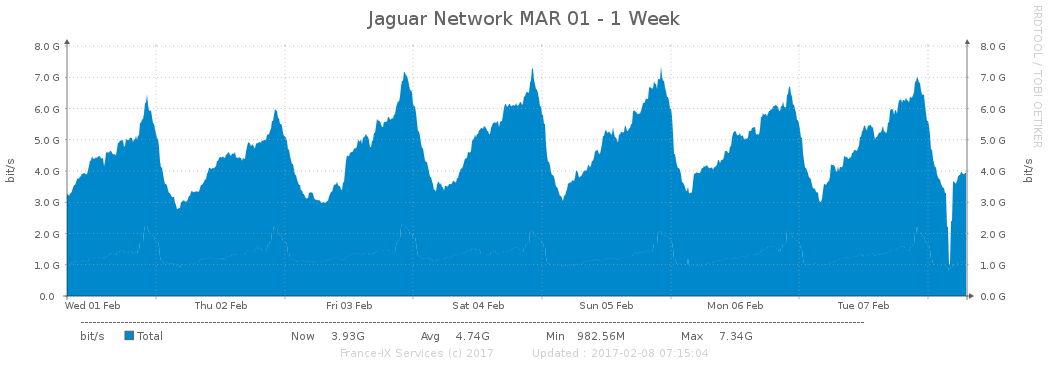 Jaguar Network MAR 01 - 1 Week
RRDTOOL / TOBI OETIKER
8.0 G 8.0 G
7.0 G 7.0 G
6.0 G 6.0 G
5.0 G 5.0 G
4.0 G 4.0 G
3.0 G 3.0 G
2.0 G 2.0 G
1.0 G 1.0 G
0.0 0.0 G
bit/s bit/s
Wed 01 Feb Thu 02 Feb Fri 03 Feb Sat 04 Feb Sun 05 Feb Mon 06 Feb Tue 07 Feb
bit/s Total Now 3.93G Avg 4.74G Min 982.56M Max 7.34G
France-IX Services (c) 2017 Updated : 2017-02-08 07:15:04